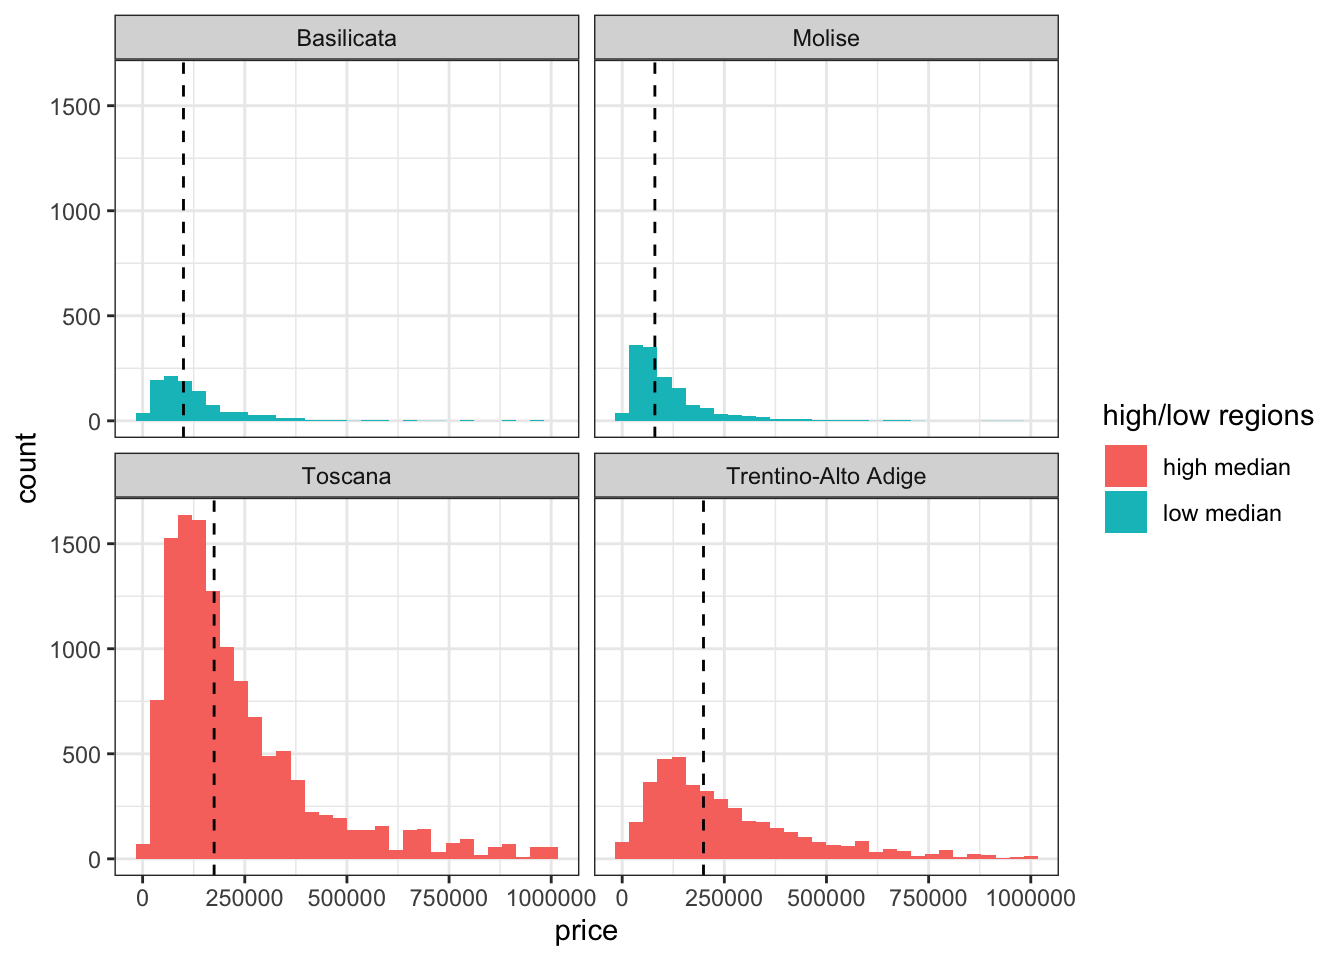 Basilicata
Molise
1500
1000
500
0
Toscana
Trentino-Alto Adige
1500
1000
500
0
0 250000 500000 750000 1000000
0 250000 500000 750000 1000000
price
count
high/low regions
high median
low median